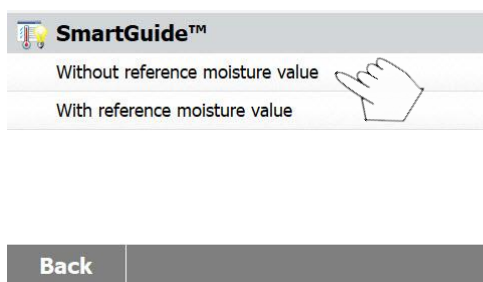 SmartGuide™
Without reference moisture value
With reference moisture value
Back